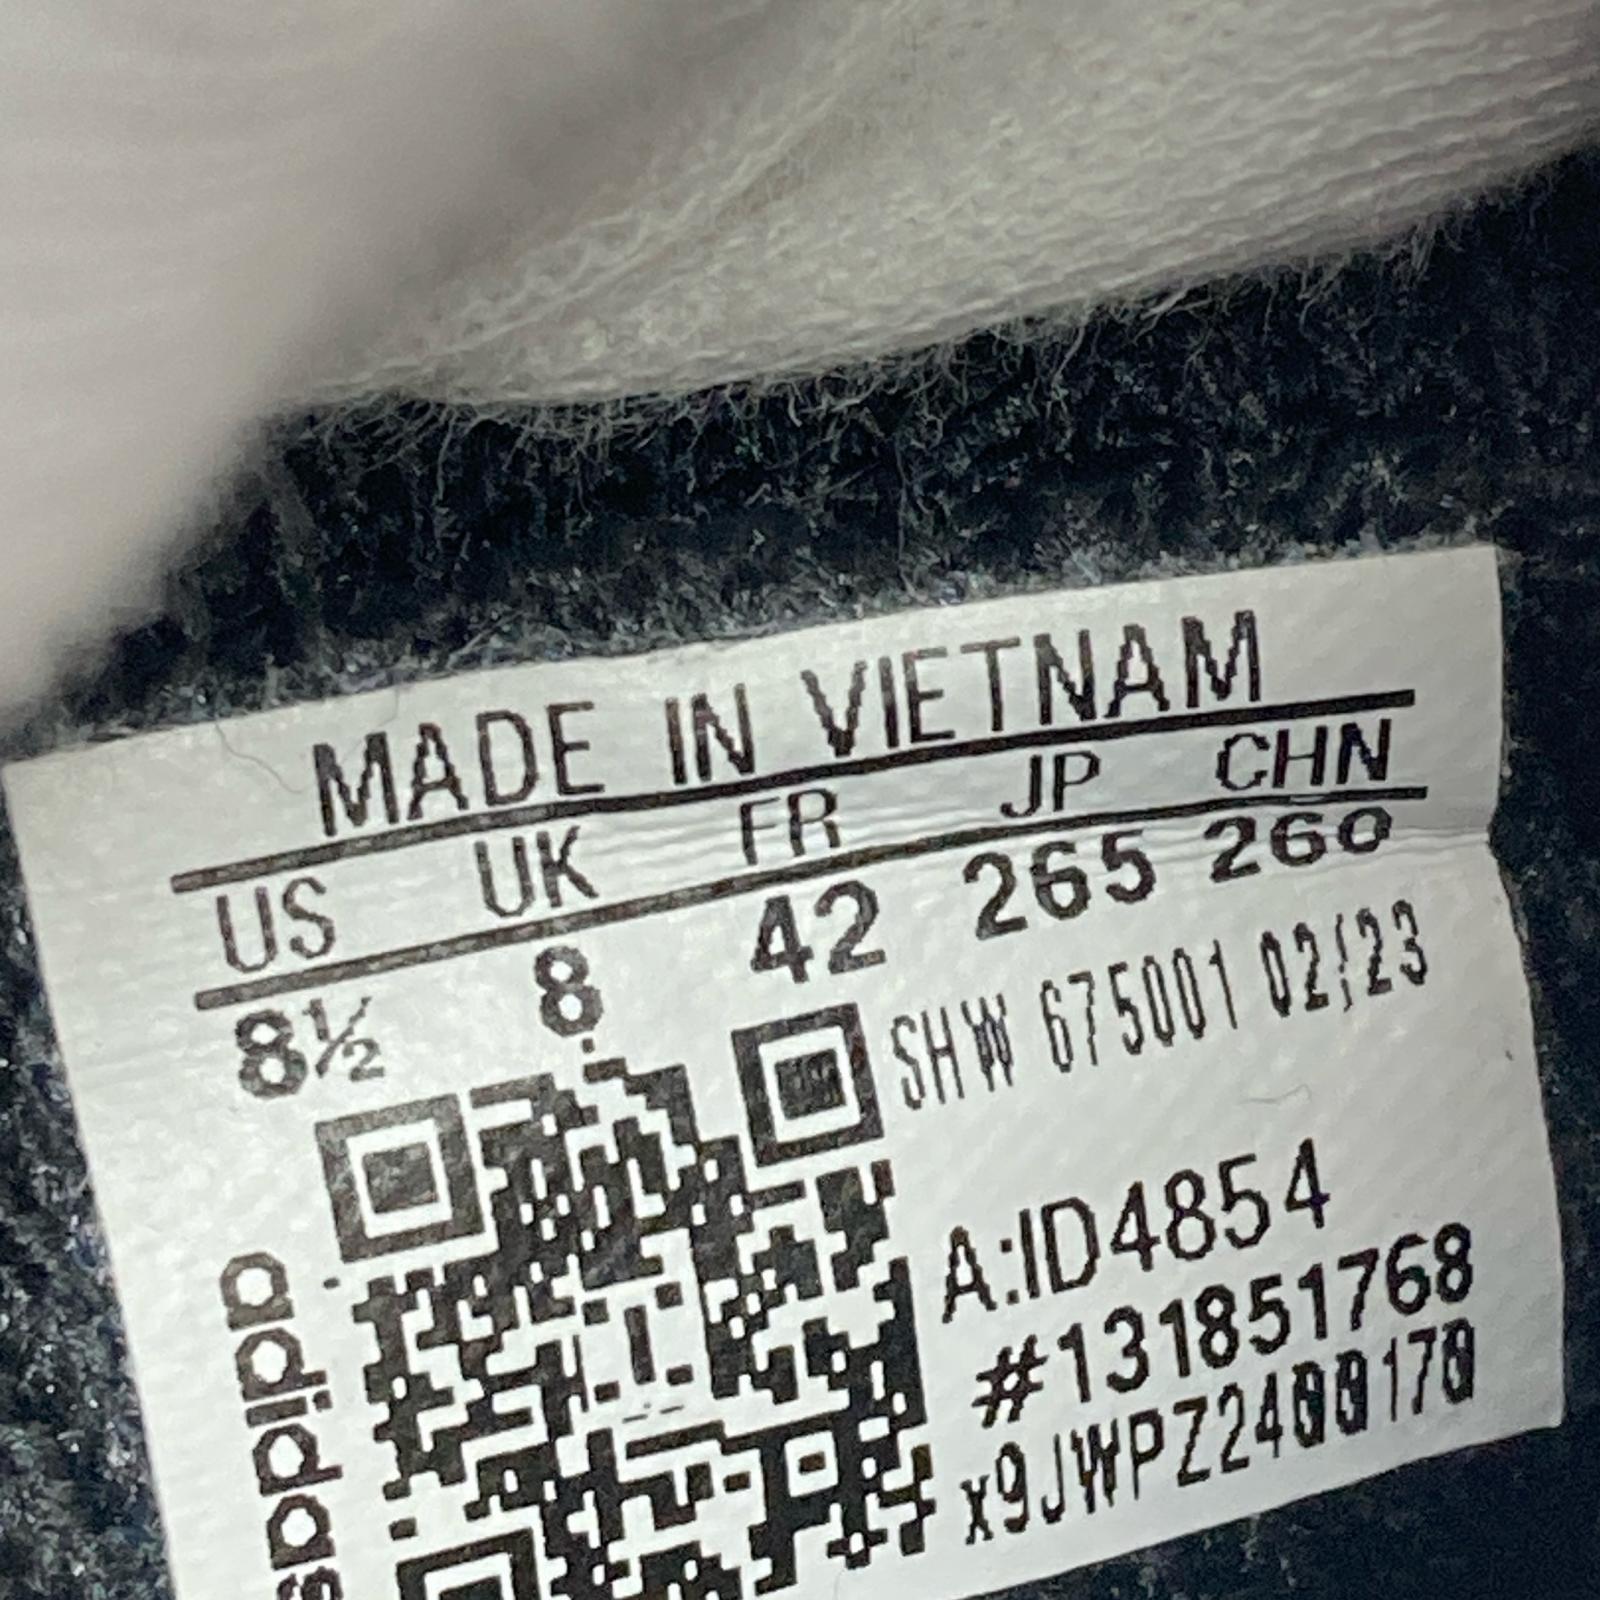 MADE IN VIETNAM
US UK FR JP CHN
8½ 8 42 265 260
SHW 675001 02/23
A:ID4854
#131851768
x9JWPZ2400170
adidas